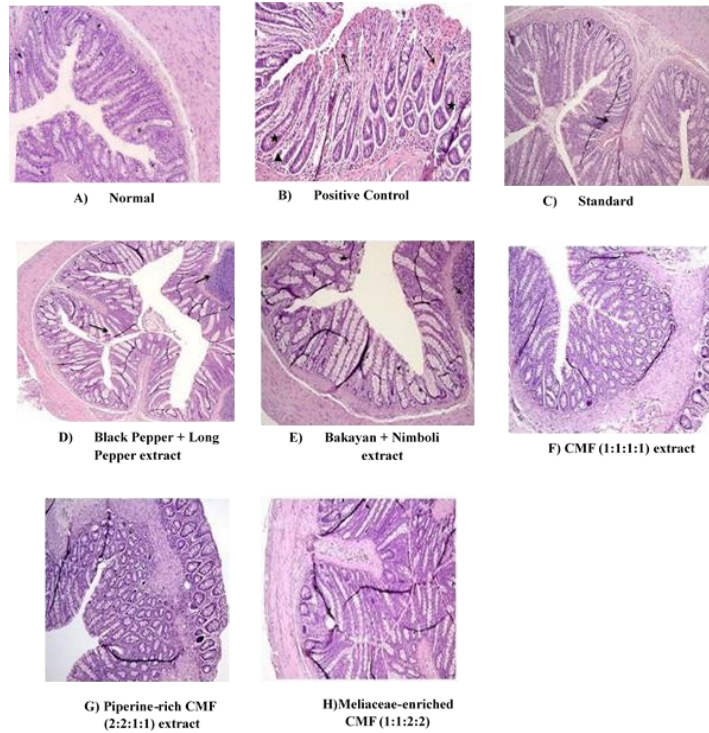 A) Normal
B) Positive Control
C) Standard
D) Black Pepper + Long
Pepper extract
E) Bakayan + Nimboli
extract
F) CMF (1:1:1:1) extract
G) Piperine-rich CMF
(2:2:1:1) extract
H)Meliaceae-enriched
CMF (1:1:2:2)